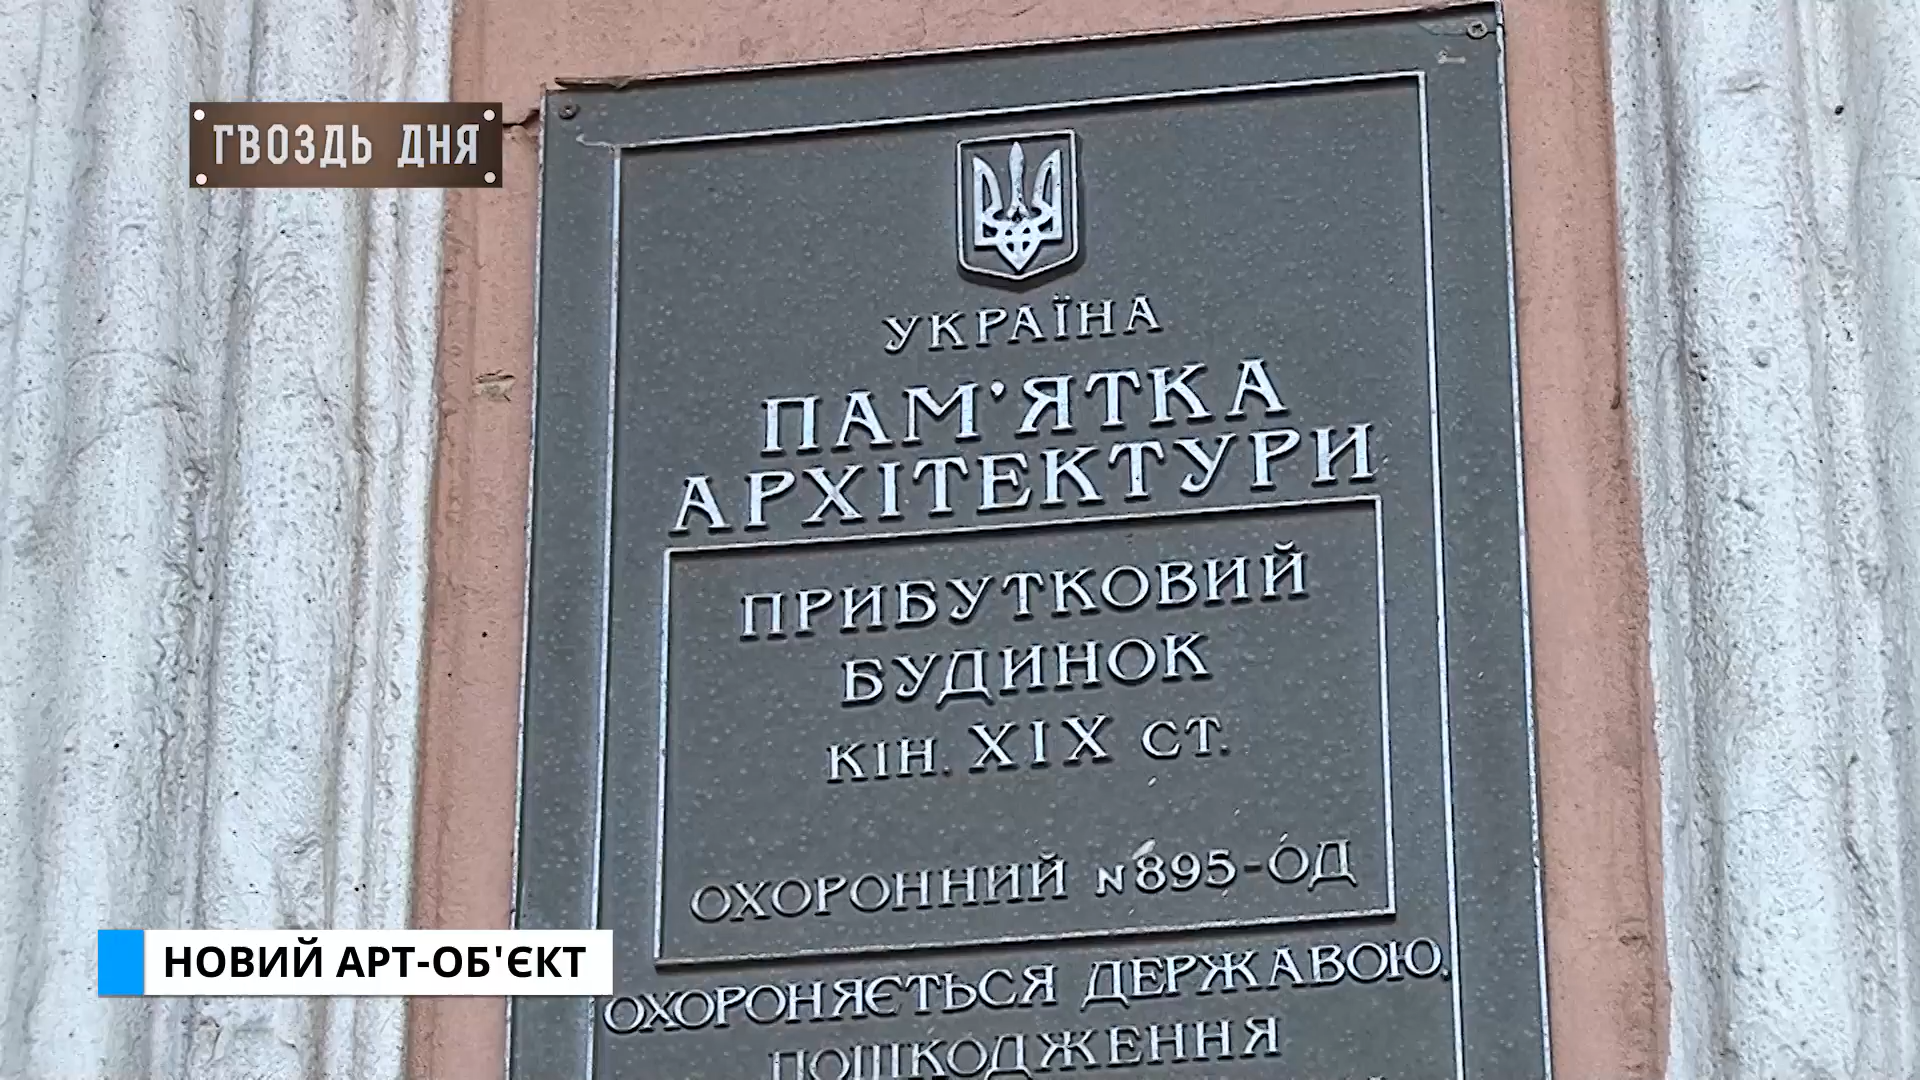 ГВОЗДЬ ДНЯ
УКРАЇНА
ПАМ'ЯТКА
АРХІТЕКТУРИ
ПРИБУТКОВИЙ
БУДИНОК
КІН. XIX СТ.
ОХОРОННИЙ N895-ОД
ОХОРОНЯЄТЬСЯ ДЕРЖАВОЮ,
ПОШКОДЖЕННЯ
НОВИЙ АРТ-ОБ'ЄКТ